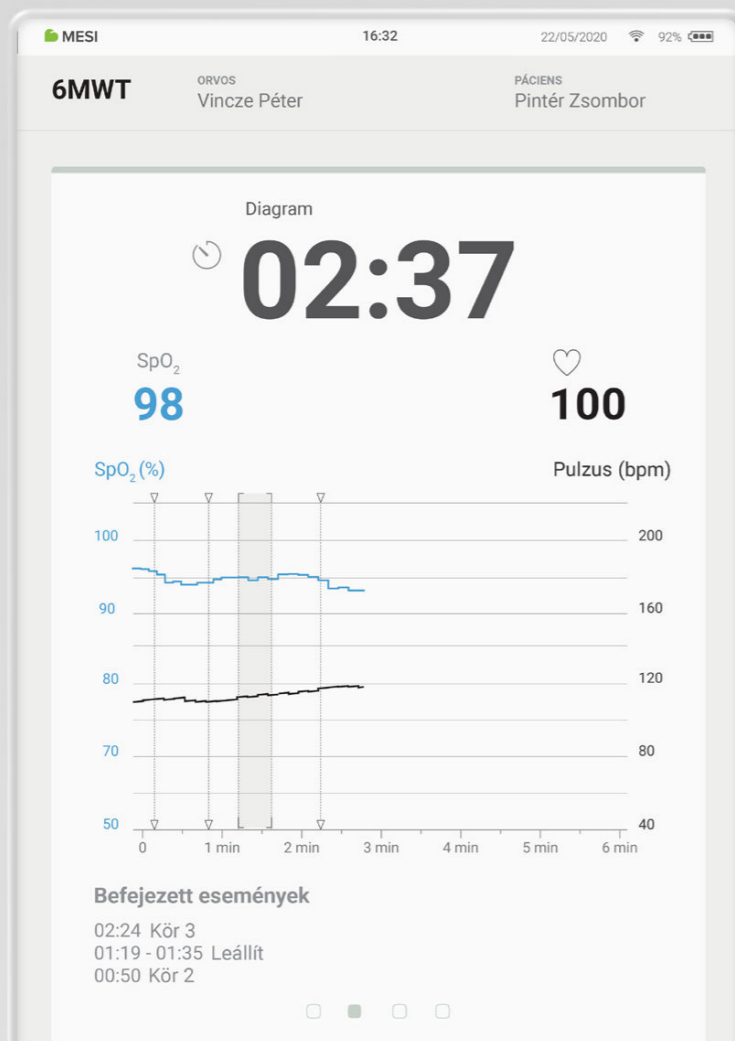 MESI 16:32 22/05/2020 92%
6MWT
ORVOS
Vincze Péter
PÁCIENS
Pintér Zsombor
Diagram
02:37
SpO2
98
100
SpO2 (%)
Pulzus (bpm)
100 200
90 160
80 120
70 80
50 40
0 1 min 2 min 3 min 4 min 5 min 6 min
Befejezett események
02:24 Kör 3
01:19 - 01:35 Leállít
00:50 Kör 2